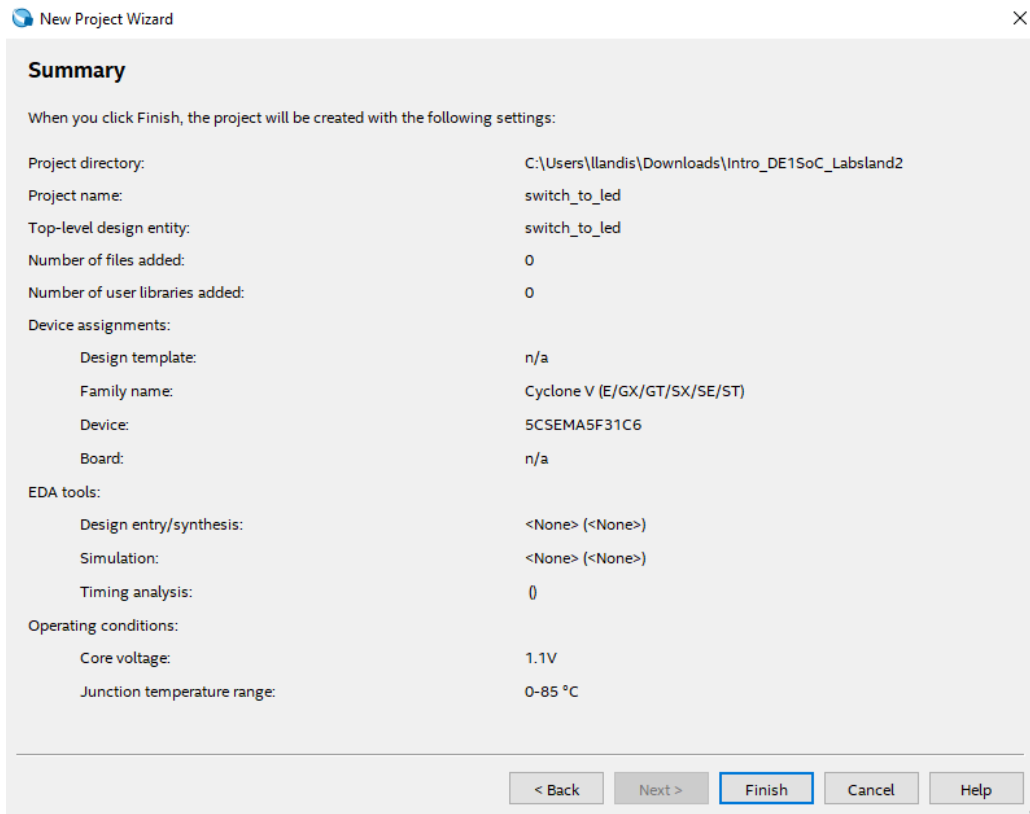 New Project Wizard
Summary
When you click Finish, the project will be created with the following settings:
Project directory: C:\Users\llandis\Downloads\Intro_DE1SoC_Labsland2
Project name: switch_to_led
Top-level design entity: switch_to_led
Number of files added: 0
Number of user libraries added: 0
Device assignments:
Design template: n/a
Family name: Cyclone V (E/GX/GT/SX/SE/ST)
Device: 5CSEMA5F31C6
Board: n/a
EDA tools:
Design entry/synthesis: <None> (<None>)
Simulation: <None> (<None>)
Timing analysis: ()
Operating conditions:
Core voltage: 1.1V
Junction temperature range: 0-85 °C
< Back Next > Finish Cancel Help